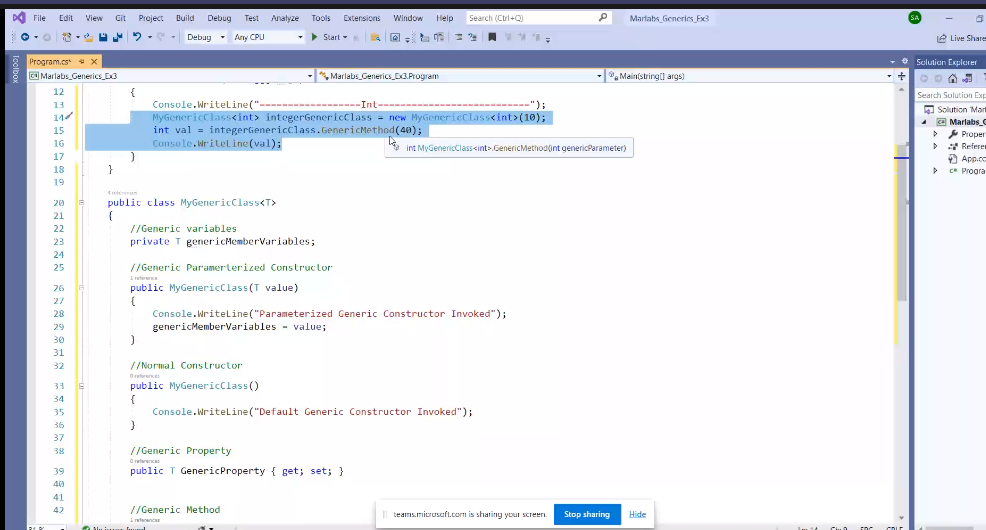 File Edit View Git Project Build Debug Test Analyze Tools Extensions Window Help Search (Ctrl+Q) Marlabs_Generics_Ex3 SA
Debug Any CPU Start Live Share
Toolbox
Program.cs*
Marlabs_Generics_Ex3 Marlabs_Generics_Ex3.Program Main(string[] args)
12 {
13 Console.WriteLine("------------------Int---------------------------");
14 MyGenericClass<int> integerGenericClass = new MyGenericClass<int>(10);
15 int val = integerGenericClass.GenericMethod(40);
16 Console.WriteLine(val);
int MyGenericClass<int>.GenericMethod(int genericParameter)
17 }
18 }
19
20 public class MyGenericClass<T>
21 {
22 //Generic variables
23 private T genericMemberVariables;
24
25 //Generic Paramerterized Constructor
1 reference
26 public MyGenericClass(T value)
27 {
28 Console.WriteLine("Parameterized Generic Constructor Invoked");
29 genericMemberVariables = value;
30 }
31
32 //Normal Constructor
0 references
33 public MyGenericClass()
34 {
35 Console.WriteLine("Default Generic Constructor Invoked");
36 }
37
38 //Generic Property
0 references
39 public T GenericProperty { get; set; }
40
41
42 //Generic Method
1 reference
teams.microsoft.com is sharing your screen. Stop sharing Hide
Solution Explorer
Search Solution Exp
Solution 'Mar
Marlabs_Ge
Proper
Referer
App.co
Progra